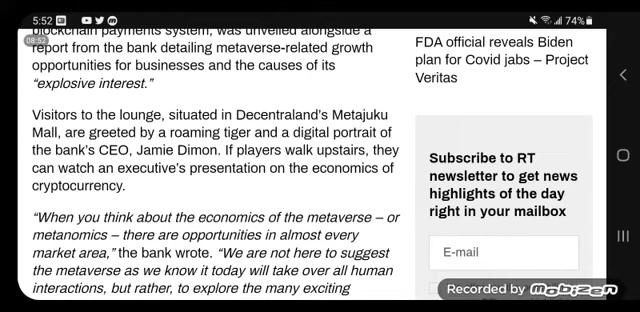 5:52
74%
08:52
blockchain payments system, was unveiled alongside a
report from the bank detailing metaverse-related growth
opportunities for businesses and the causes of its
“explosive interest.”
Visitors to the lounge, situated in Decentraland’s Metajuku
Mall, are greeted by a roaming tiger and a digital portrait of
the bank’s CEO, Jamie Dimon. If players walk upstairs, they
can watch an executive’s presentation on the economics of
cryptocurrency.
“When you think about the economics of the metaverse – or
metanomics – there are opportunities in almost every
market area,” the bank wrote. “We are not here to suggest
the metaverse as we know it today will take over all human
interactions, but rather, to explore the many exciting
FDA official reveals Biden
plan for Covid jabs – Project
Veritas
Subscribe to RT
newsletter to get news
highlights of the day
right in your mailbox
E-mail
Recorded by Mobizen